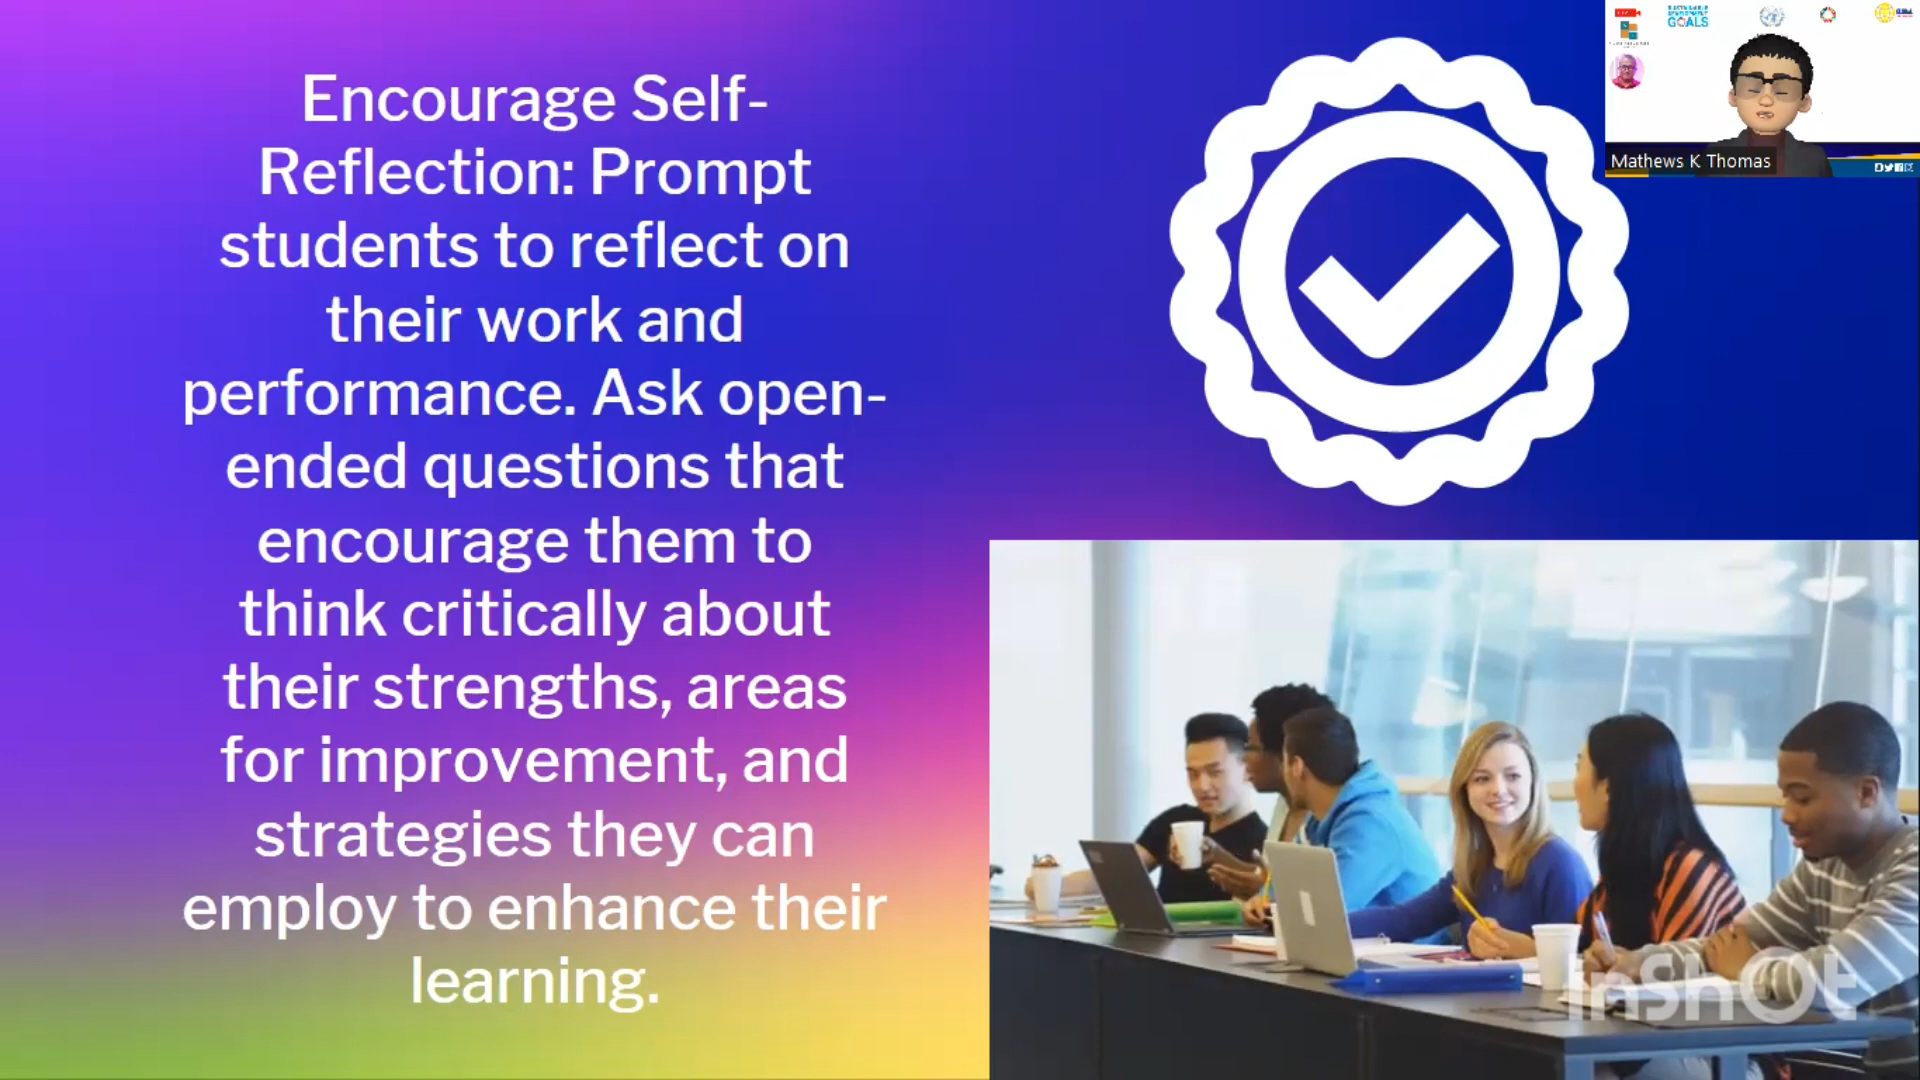 Encourage Self-
Reflection: Prompt
students to reflect on
their work and
performance. Ask open-
ended questions that
encourage them to
think critically about
their strengths, areas
for improvement, and
strategies they can
employ to enhance their
learning.
SUSTAINABLE
DEVELOPMENT
GOALS
Mathews K Thomas
InShOt